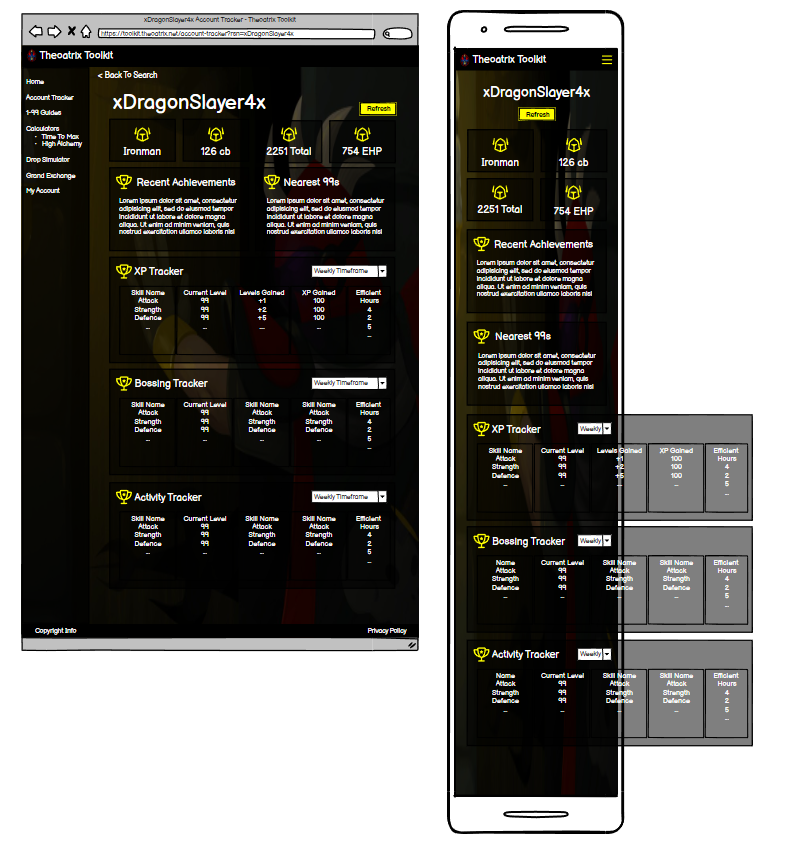 xDragonSlayer4x Account Tracker - Theoatrix Toolkit
https://toolkit.theoatrix.net/account-tracker?rsn=xDragonSlayer4x
Theoatrix Toolkit
Home
Account Tracker
1-99 Guides
Calculators
• Time To Max
• High Alchemy
Drop Simulator
Grand Exchange
My Account
< Back To Search
xDragonSlayer4x
Refresh
Ironman
126 cb
2251 Total
754 EHP
Recent Achievements
Lorem ipsum dolor sit amet, consectetur
adipisicing elit, sed do eiusmod tempor
incididunt ut labore et dolore magna
aliqua. Ut enim ad minim veniam, quis
nostrud exercitation ullamco laboris nisi
Nearest 99s
Lorem ipsum dolor sit amet, consectetur
adipisicing elit, sed do eiusmod tempor
incididunt ut labore et dolore magna
aliqua. Ut enim ad minim veniam, quis
nostrud exercitation ullamco laboris nisi
XP Tracker
Weekly Timeframe
Skill Name Current Level Levels Gained XP Gained Efficient Hours
Attack 99 +1 100 4
Strength 99 +2 100 2
Defence 99 +5 100 5
... ... ... ... ...
Bossing Tracker
Weekly Timeframe
Skill Name Current Level Skill Name Skill Name Efficient Hours
Attack 99 Attack Attack 4
Strength 99 Strength Strength 2
Defence 99 Defence Defence 5
... ... ... ... ...
Activity Tracker
Weekly Timeframe
Skill Name Current Level Skill Name Skill Name Efficient Hours
Attack 99 Attack Attack 4
Strength 99 Strength Strength 2
Defence 99 Defence Defence 5
... ... ... ... ...
Copyright Info
Privacy Policy
Theoatrix Toolkit
xDragonSlayer4x
Refresh
Ironman
126 cb
2251 Total
754 EHP
Recent Achievements
Lorem ipsum dolor sit amet, consectetur
adipisicing elit, sed do eiusmod tempor
incididunt ut labore et dolore magna
aliqua. Ut enim ad minim veniam, quis
nostrud exercitation ullamco laboris nisi
Nearest 99s
Lorem ipsum dolor sit amet, consectetur
adipisicing elit, sed do eiusmod tempor
incididunt ut labore et dolore magna
aliqua. Ut enim ad minim veniam, quis
nostrud exercitation ullamco laboris nisi
XP Tracker
Weekly
Skill Name Current Level Levels Gained XP Gained Efficient Hours
Attack 99 +1 100 4
Strength 99 +2 100 2
Defence 99 +5 100 5
... ... ... ... ...
Bossing Tracker
Weekly
Name Current Level Skill Name Skill Name Efficient Hours
Attack 99 Attack Attack 4
Strength 99 Strength Strength 2
Defence 99 Defence Defence 5
... ... ... ... ...
Activity Tracker
Weekly
Name Current Level Skill Name Skill Name Efficient Hours
Attack 99 Attack Attack 4
Strength 99 Strength Strength 2
Defence 99 Defence Defence 5
... ... ... ... ...